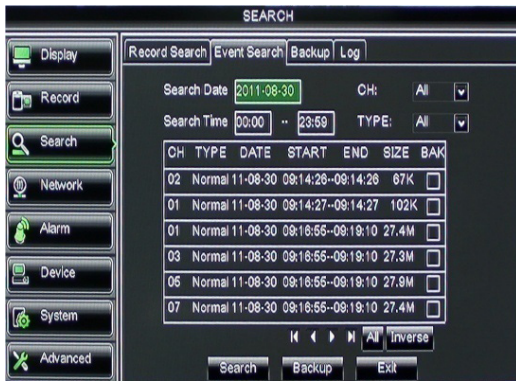 SEARCH
Display
Record
Search
Network
Alarm
Device
System
Advanced
Record Search Event Search Backup Log
Search Date 2011-08-30 CH: All
Search Time 00:00 -- 23:59 TYPE: All
CH TYPE DATE START END SIZE BAK
02 Normal 11-08-30 09:14:26--09:14:26 67K
01 Normal 11-08-30 09:14:27--09:14:27 102K
01 Normal 11-08-30 09:16:55--09:19:10 27.4M
03 Normal 11-08-30 09:16:55--09:19:10 27.3M
05 Normal 11-08-30 09:16:55--09:19:10 27.9M
07 Normal 11-08-30 09:16:55--09:19:10 27.4M
All Inverse
Search Backup Exit